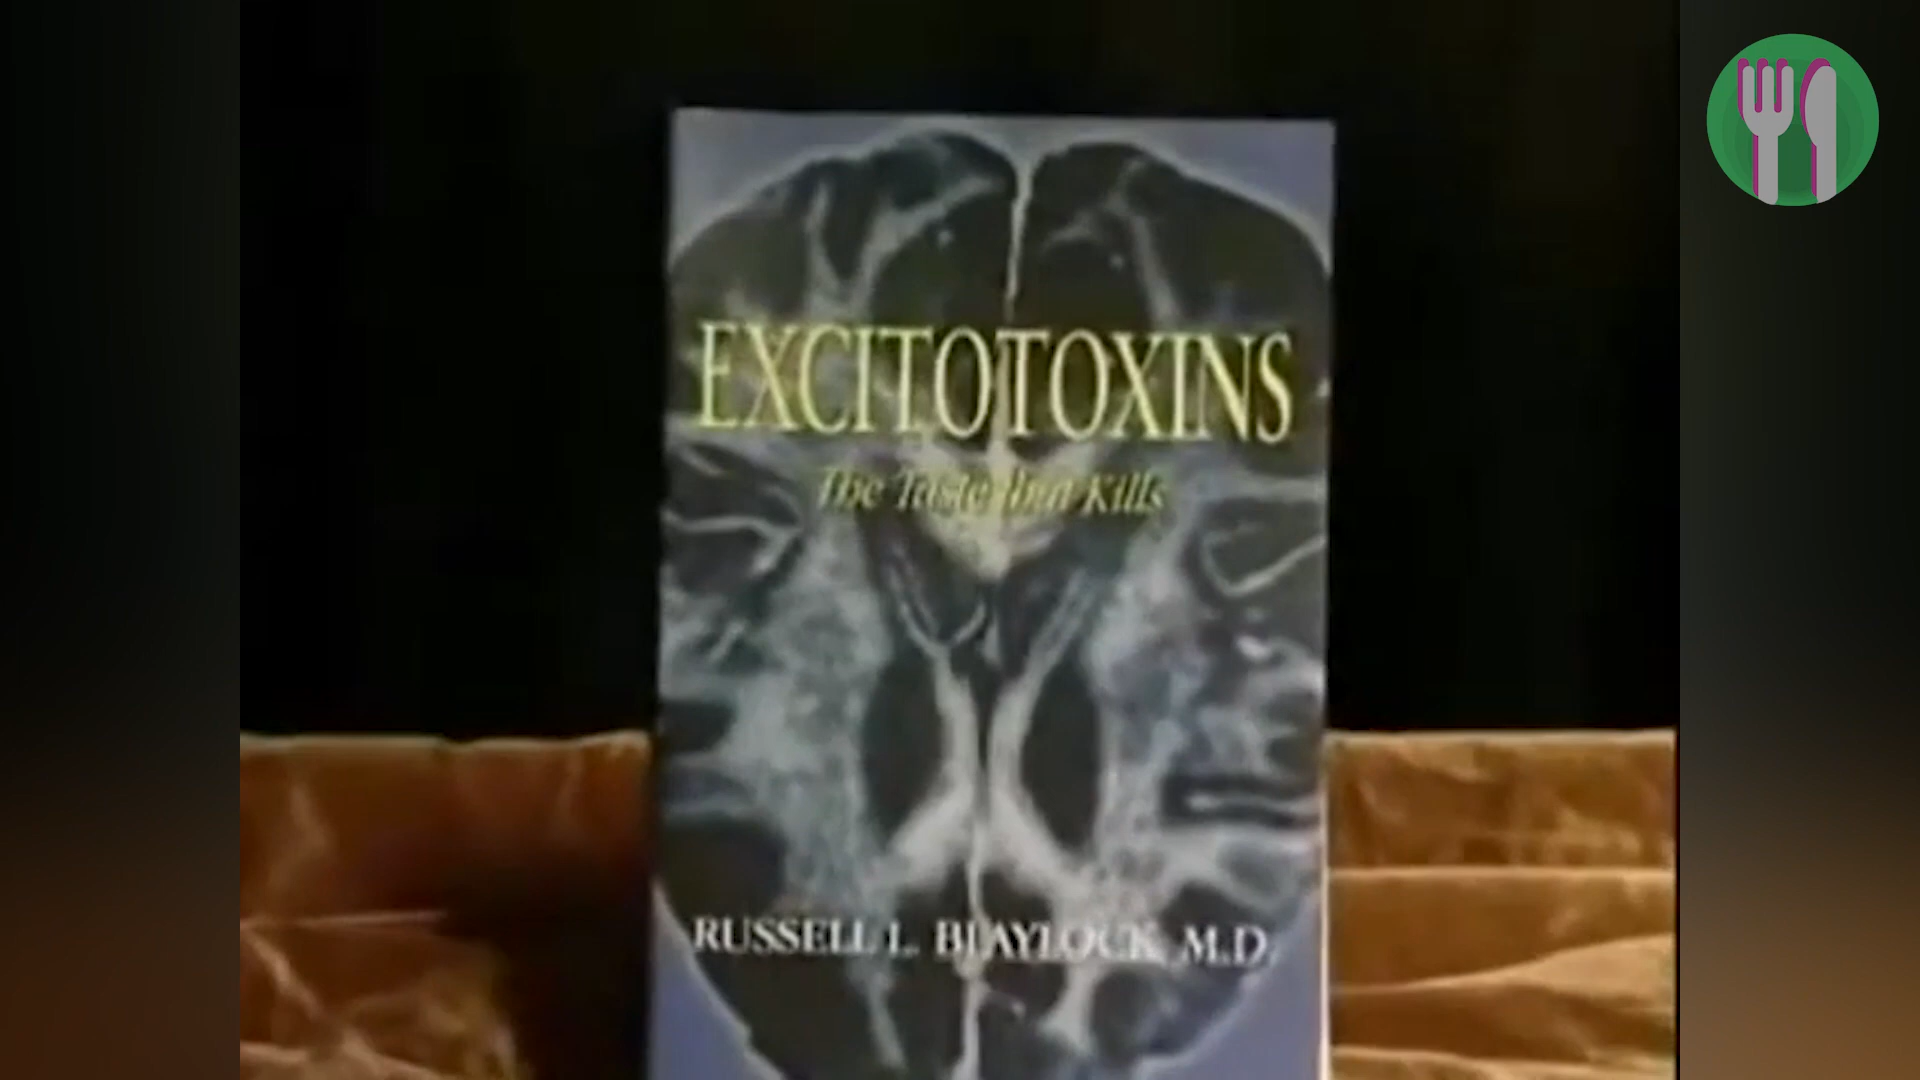 EXCITOTOXINS
The Taste that Kills
RUSSELL L. BLAYLOCK, M.D.